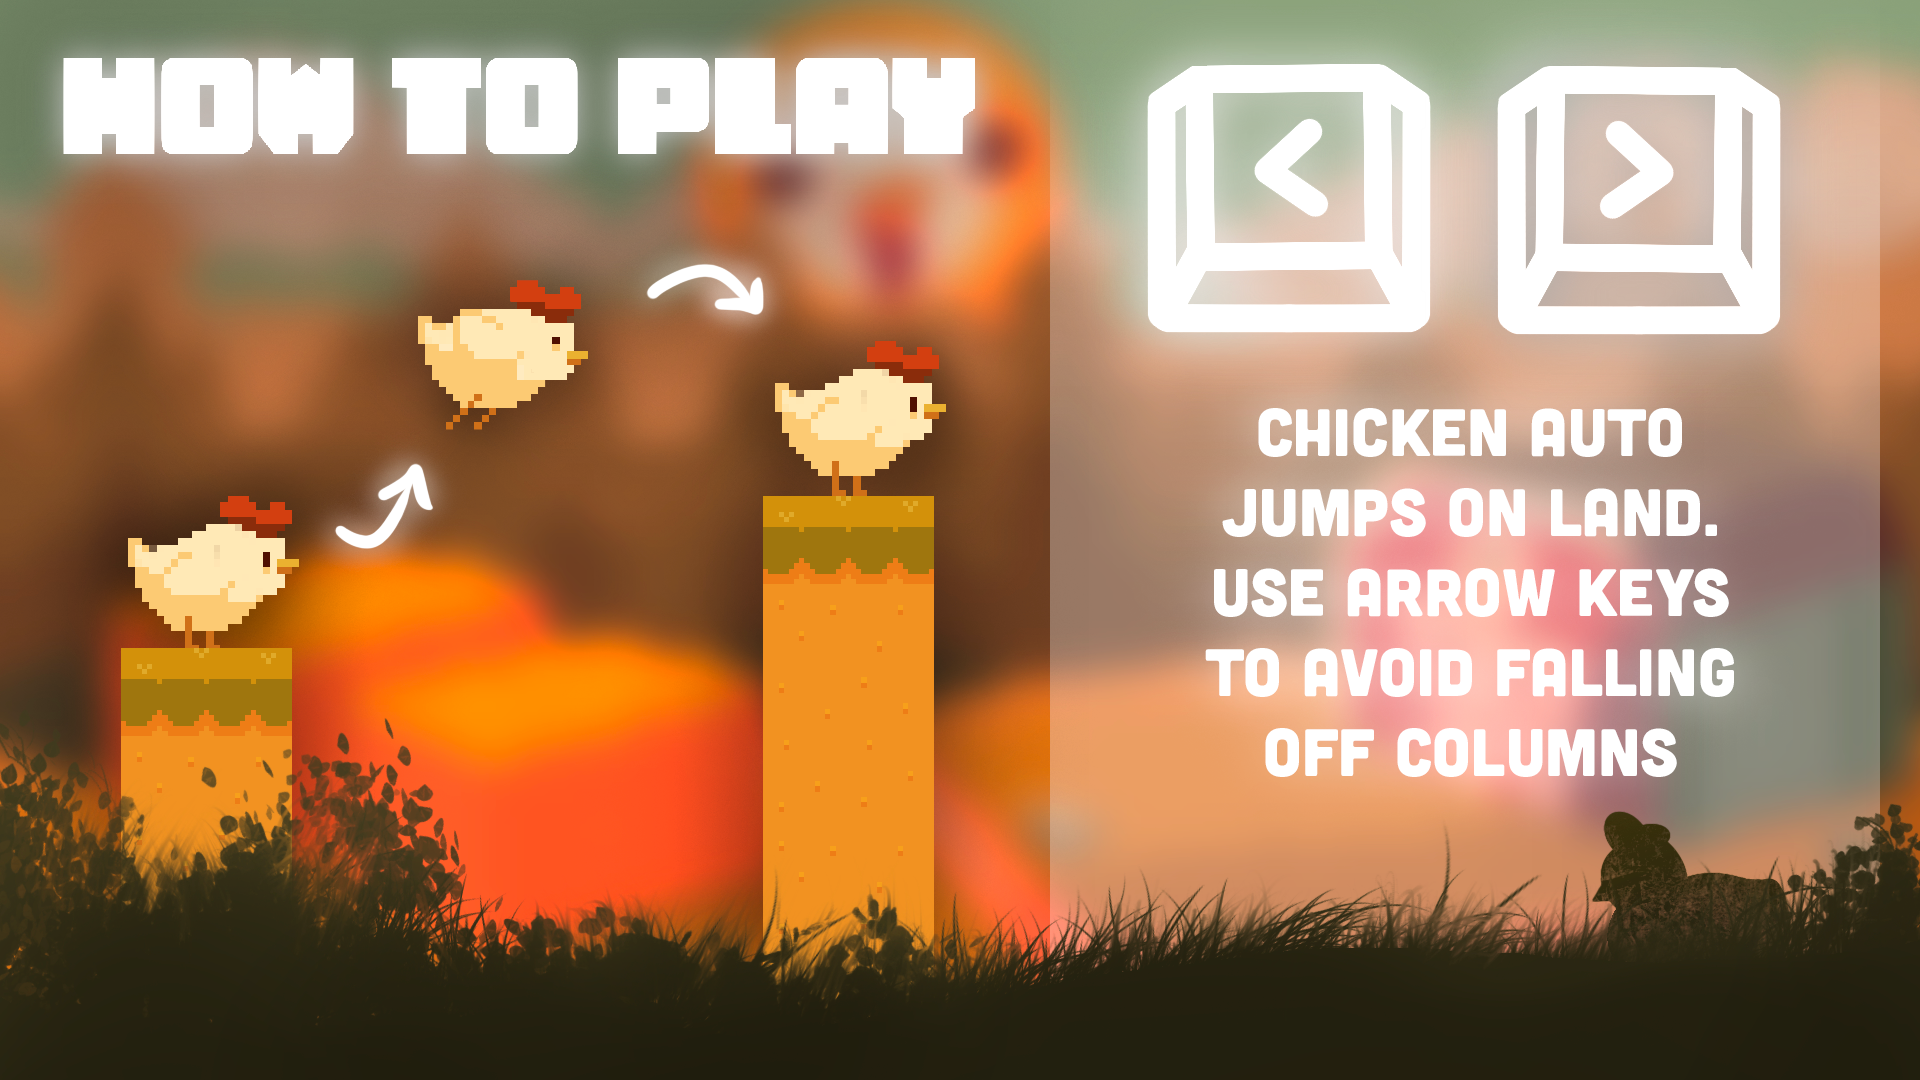 HOW TO PLAY
<
>
CHICKEN AUTO
JUMPS ON LAND.
USE ARROW KEYS
TO AVOID FALLING
OFF COLUMNS